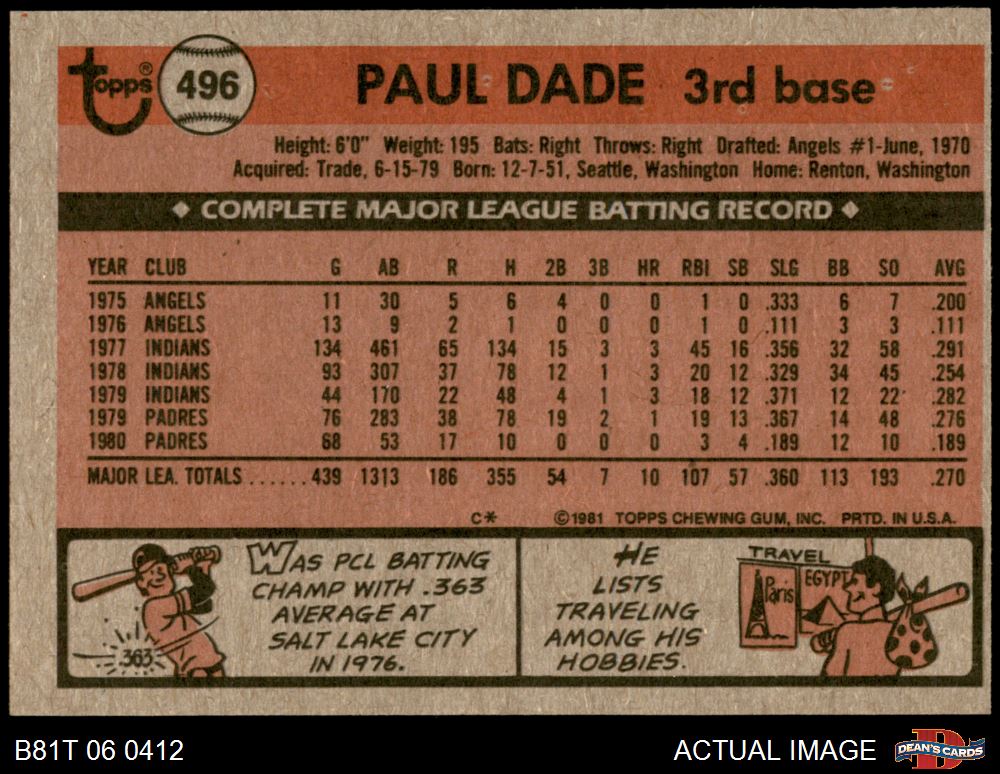 topps® 496 PAUL DADE 3rd base
Height: 6'0" Weight: 195 Bats: Right Throws: Right Drafted: Angels #1-June, 1970
Acquired: Trade, 6-15-79 Born: 12-7-51, Seattle, Washington Home: Renton, Washington
◆ COMPLETE MAJOR LEAGUE BATTING RECORD ◆
YEAR CLUB G AB R H 2B 3B HR RBI SB SLG BB SO AVG
1975 ANGELS 11 30 5 6 4 0 0 1 0 .333 6 7 .200
1976 ANGELS 13 9 2 1 0 0 0 1 0 .111 3 3 .111
1977 INDIANS 134 461 65 134 15 3 3 45 16 .356 32 58 .291
1978 INDIANS 93 307 37 78 12 1 3 20 12 .329 34 45 .254
1979 INDIANS 44 170 22 48 4 1 3 18 12 .371 12 22 .282
1979 PADRES 76 283 38 78 19 2 1 19 13 .367 14 48 .276
1980 PADRES 68 53 17 10 0 0 0 3 4 .189 12 10 .189
MAJOR LEA. TOTALS ...... 439 1313 186 355 54 7 10 107 57 .360 113 193 .270
C* ©1981 TOPPS CHEWING GUM, INC. PRTD. IN U.S.A.
WAS PCL BATTING
CHAMP WITH .363
AVERAGE AT
SALT LAKE CITY
IN 1976.
.363
HE
LISTS
TRAVELING
AMONG HIS
HOBBIES.
TRAVEL
Paris
EGYPT
B81T 06 0412 ACTUAL IMAGE D DEAN'S CARDS